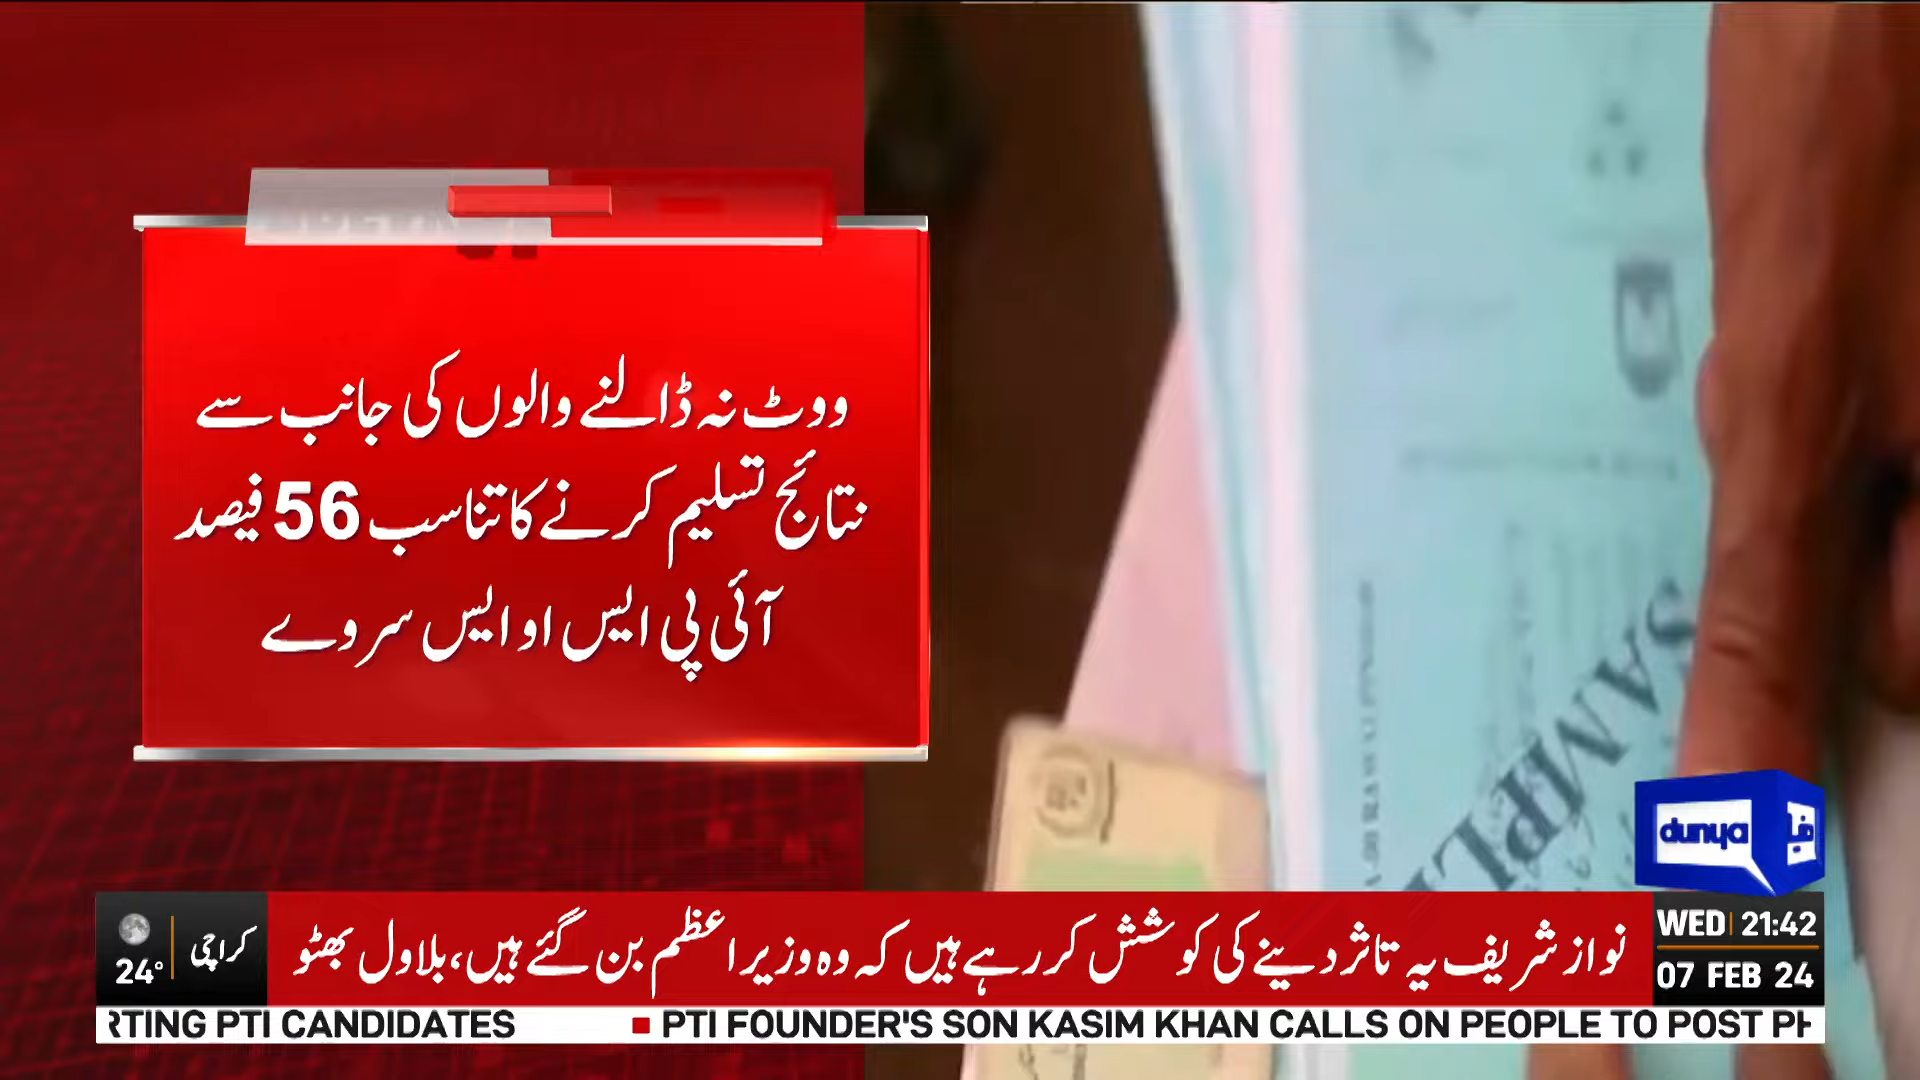 ووٹ نہ ڈالنے والوں کی جانب سے
نتائج تسلیم کرنے کا تناسب 56 فیصد
آئی پی ایس او ایس سروے
SAMPL
dunya
نواز شریف یہ تاثر دینے کی کوشش کر رہے ہیں کہ وہ وزیراعظم بن گئے ہیں، بلاول بھٹو
کراچی
24°
WED 21:42
07 FEB 24
RTING PTI CANDIDATES
PTI FOUNDER'S SON KASIM KHAN CALLS ON PEOPLE TO POST PH